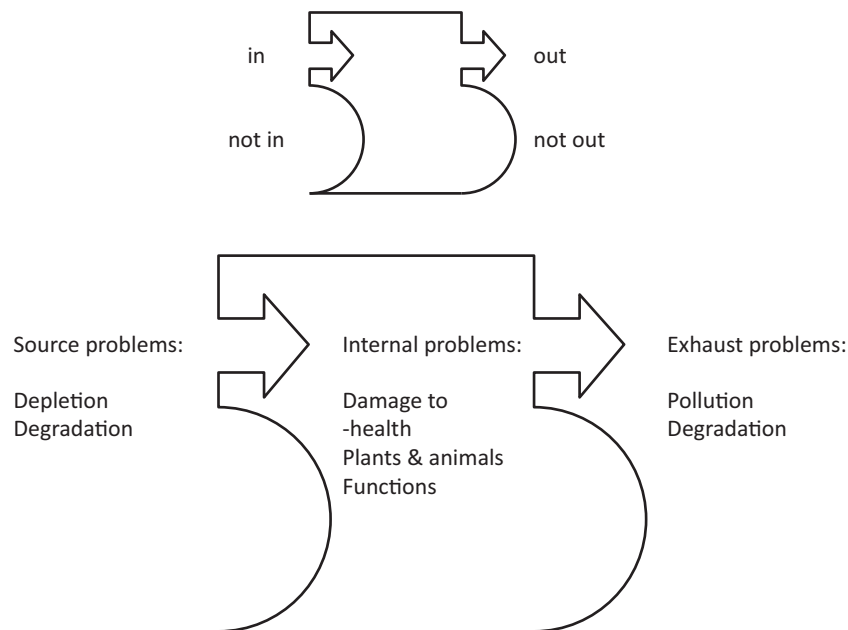 in
out
not in
not out
Source problems:
Internal problems:
Exhaust problems:
Depletion
Degradation
Damage to
-health
Plants & animals
Functions
Pollution
Degradation